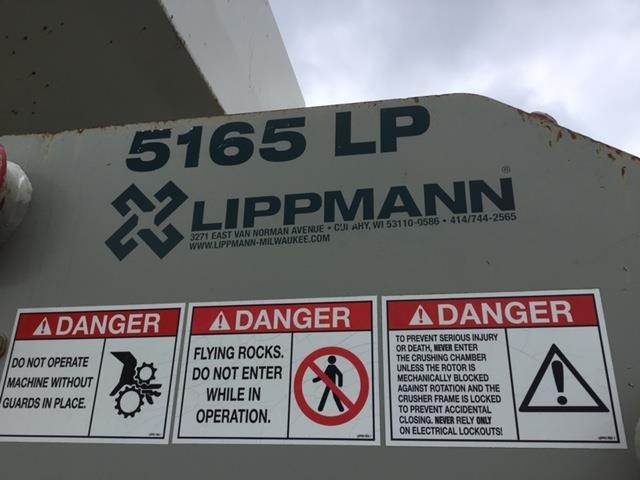 5165 LP
LIPPMANN®
3271 EAST VAN NORMAN AVENUE • CU AHY, WI 53110-0586 • 414/744-2565
WWW.LIPPMANN-MILWAUKEE.COM
DANGER
DO NOT OPERATE
MACHINE WITHOUT
GUARDS IN PLACE.
DANGER
FLYING ROCKS.
DO NOT ENTER
WHILE IN
OPERATION.
DANGER
TO PREVENT SERIOUS INJURY
OR DEATH, NEVER ENTER
THE CRUSHING CHAMBER
UNLESS THE ROTOR IS
MECHANICALLY BLOCKED
AGAINST ROTATION AND THE
CRUSHER FRAME IS LOCKED
TO PREVENT ACCIDENTAL
CLOSING. NEVER RELY ONLY
ON ELECTRICAL LOCKOUTS!